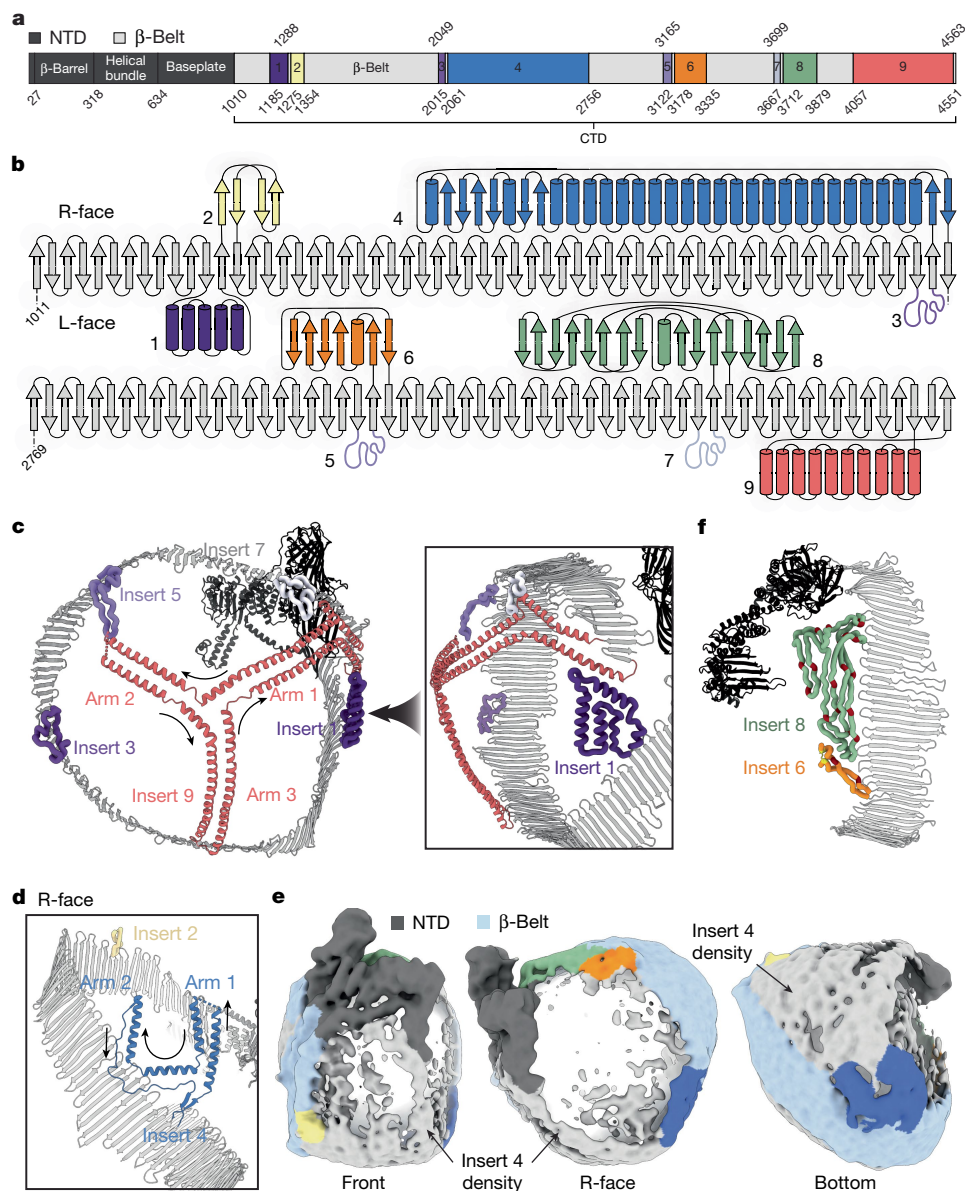 a
NTD β-Belt
1288 2049 3165 3699 4563
β-Barrel Helical bundle Baseplate 1 2 β-Belt 3 4 5 6 7 8 9
27 318 634 1010 1185 1275 1354 2015 2061 2756 3122 3178 3335 3667 3712 3879 4057 4551
CTD
b
R-face
2
4
1011
L-face
1
6
8
3
2769
5
7
9
c
Insert 7
Insert 5
Arm 2
Arm 1
Insert 1
Insert 3
Insert 9
Arm 3
Insert 1
f
Insert 8
Insert 6
d R-face
Insert 2
Arm 2 Arm 1
Insert 4
e
NTD β-Belt
Insert 4
density
Insert 4
density
Front
R-face
Bottom